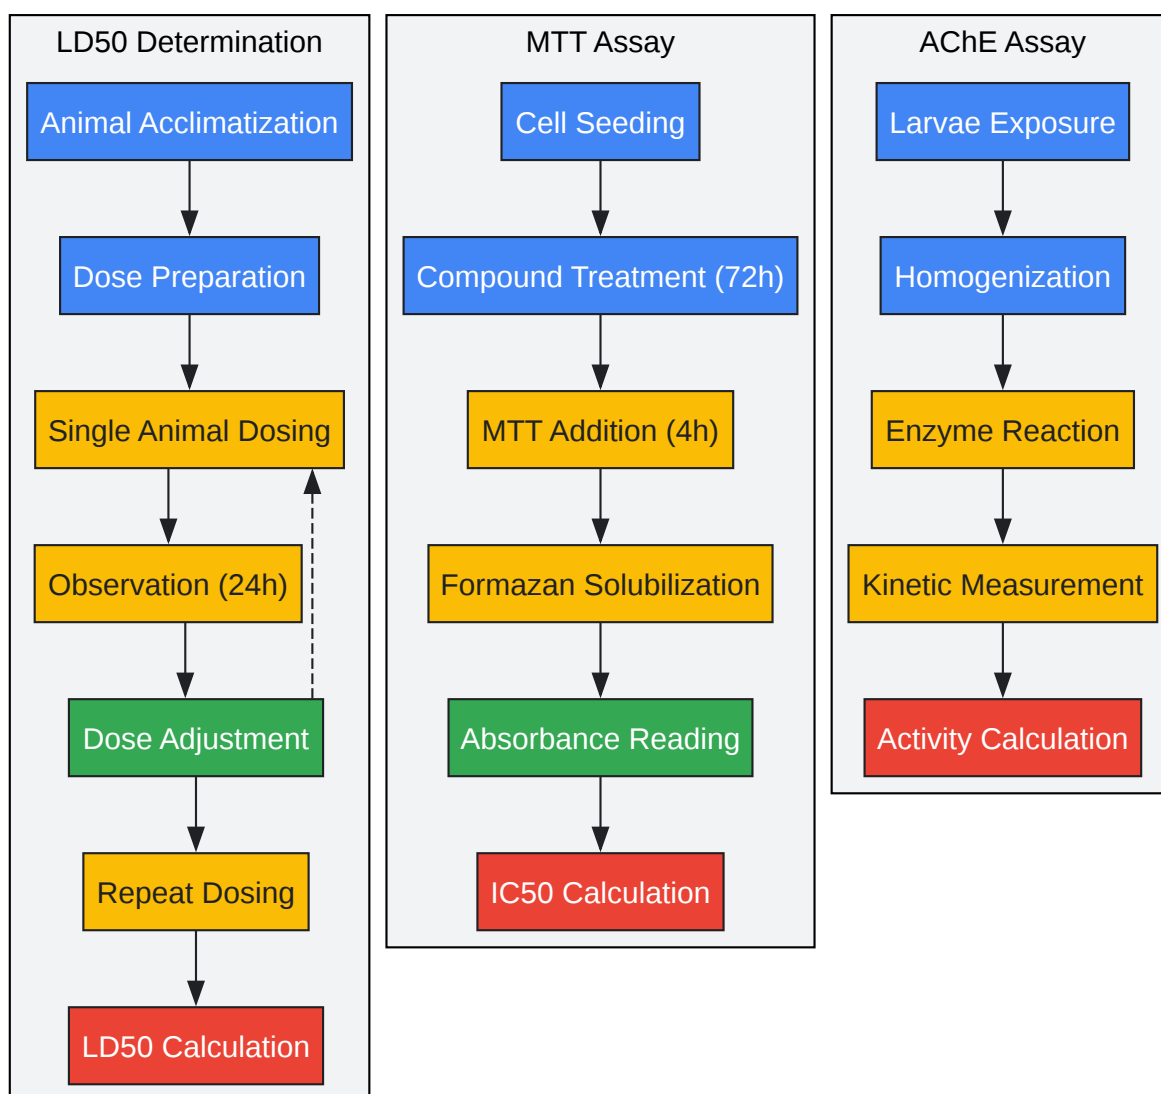 LD50 Determination
Animal Acclimatization
Dose Preparation
Single Animal Dosing
Observation (24h)
Dose Adjustment
Repeat Dosing
LD50 Calculation
MTT Assay
Cell Seeding
Compound Treatment (72h)
MTT Addition (4h)
Formazan Solubilization
Absorbance Reading
IC50 Calculation
AChE Assay
Larvae Exposure
Homogenization
Enzyme Reaction
Kinetic Measurement
Activity Calculation